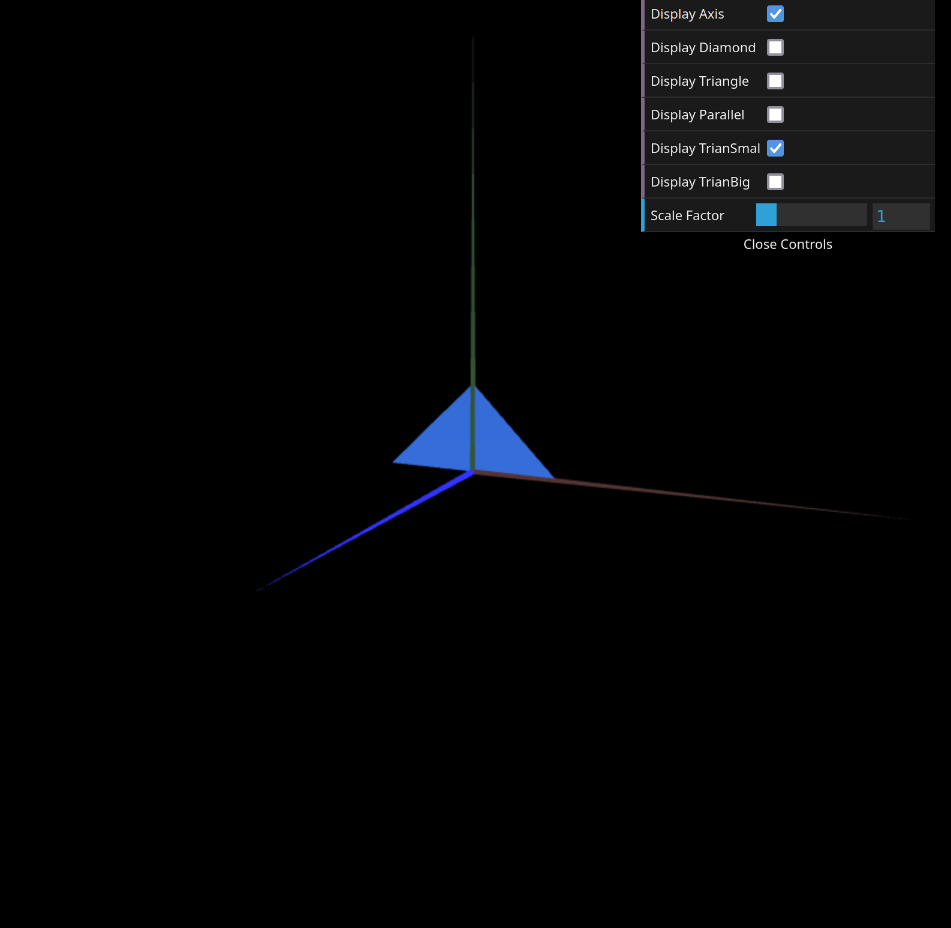 Display Axis
Display Diamond
Display Triangle
Display Parallel
Display TrianSmal
Display TrianBig
Scale Factor 1
Close Controls